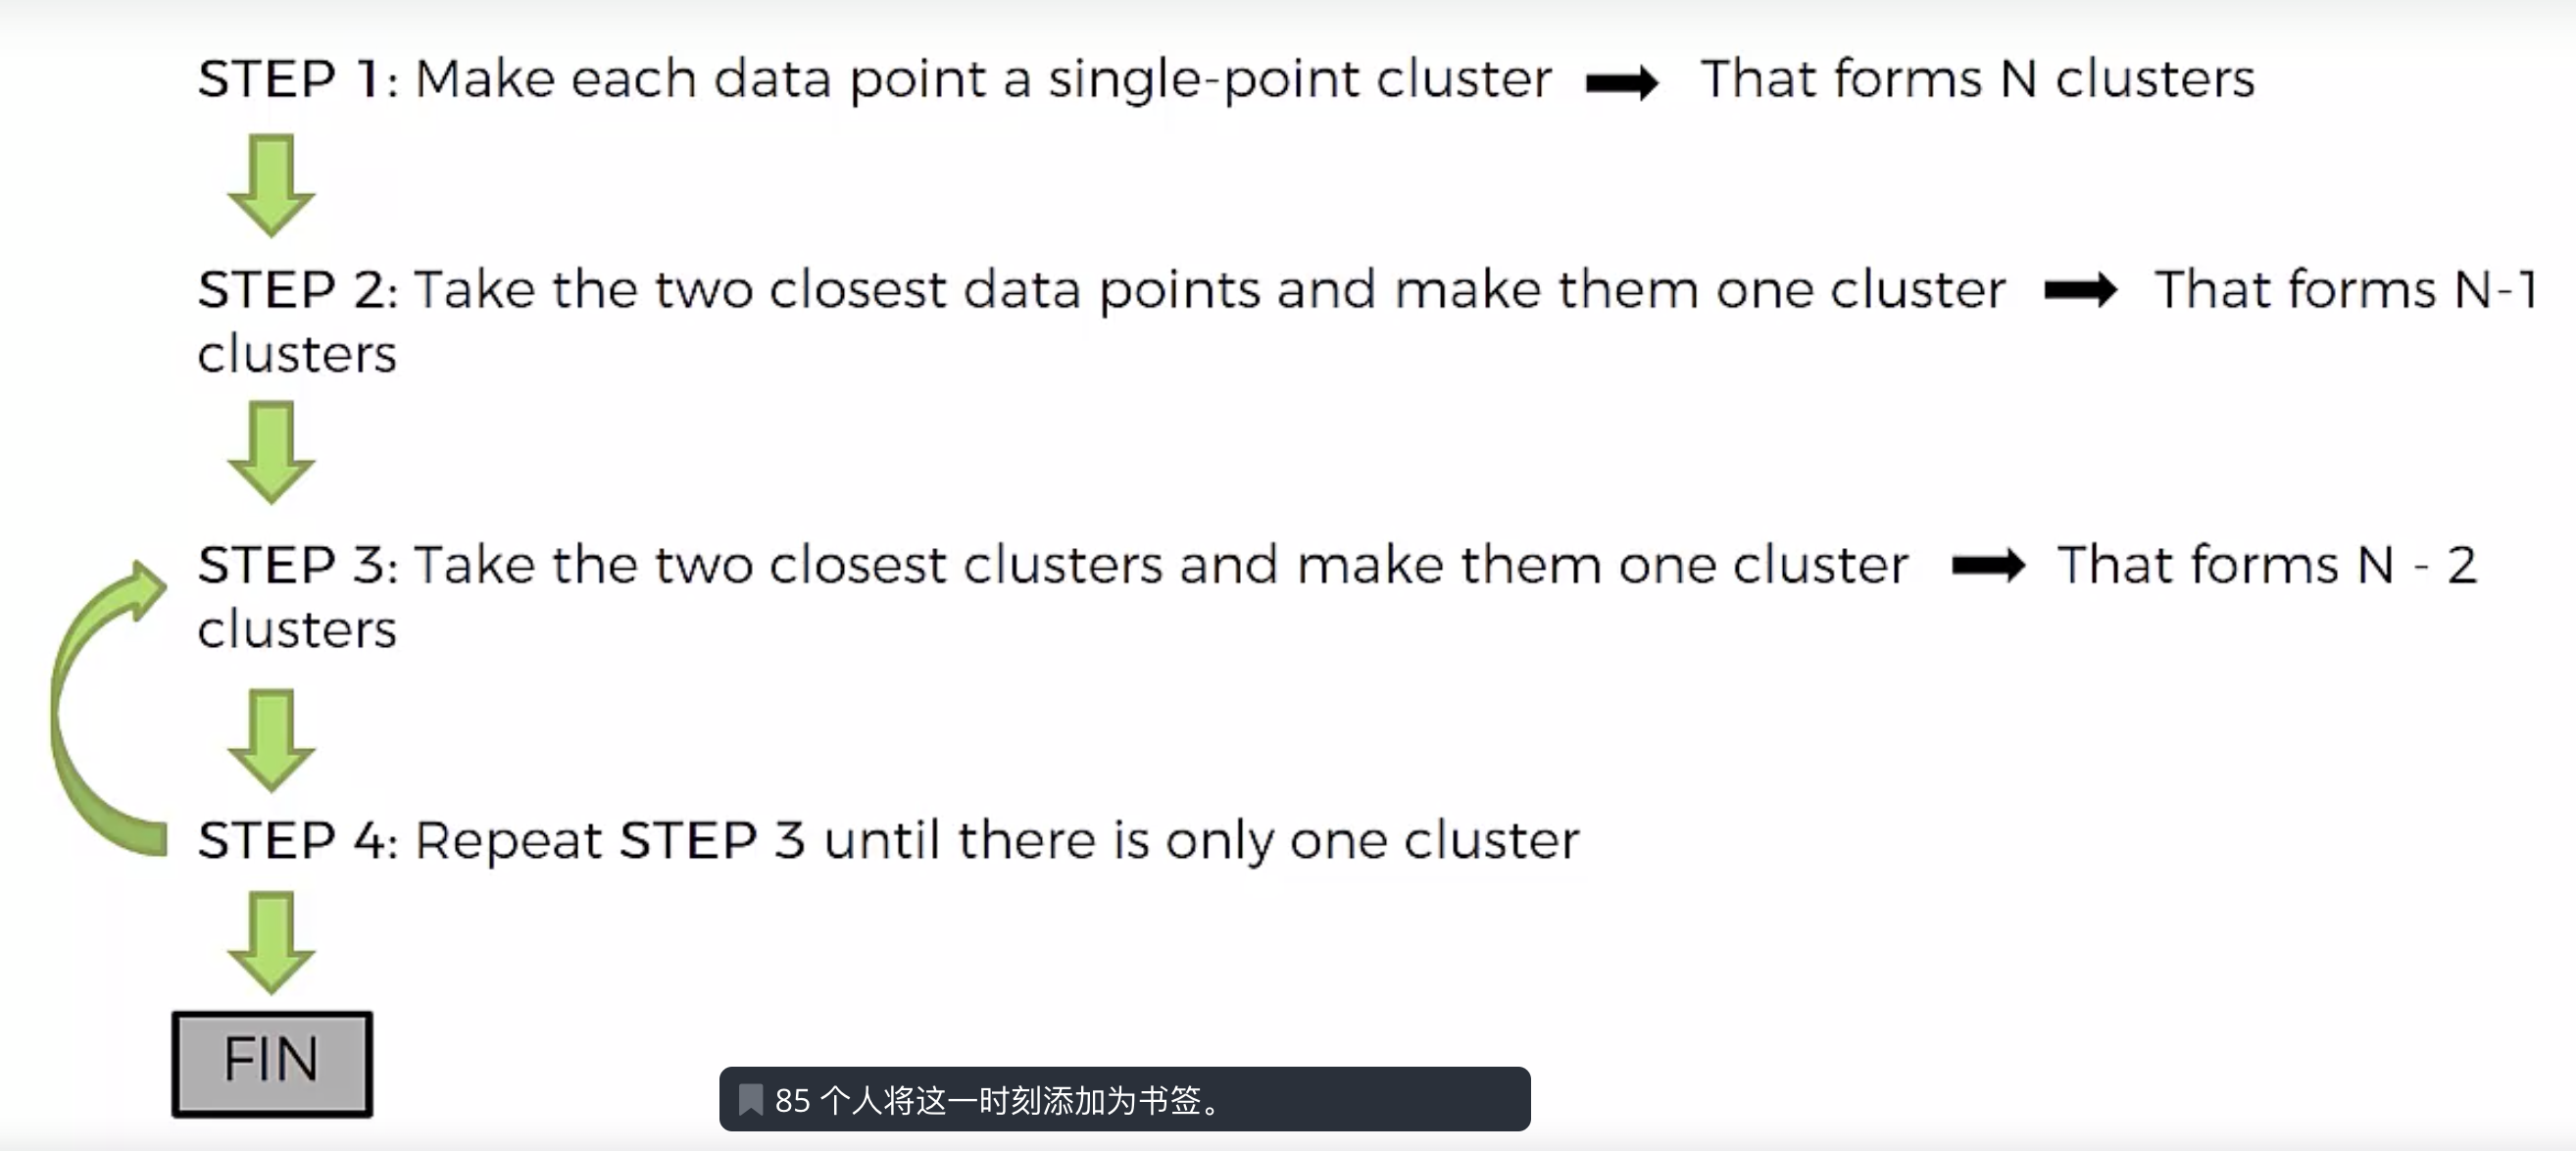 STEP 1: Make each data point a single-point cluster ➡ That forms N clusters
STEP 2: Take the two closest data points and make them one cluster ➡ That forms N-1
clusters
STEP 3: Take the two closest clusters and make them one cluster ➡ That forms N - 2
clusters
STEP 4: Repeat STEP 3 until there is only one cluster
FIN
85 个人将这一时刻添加为书签。